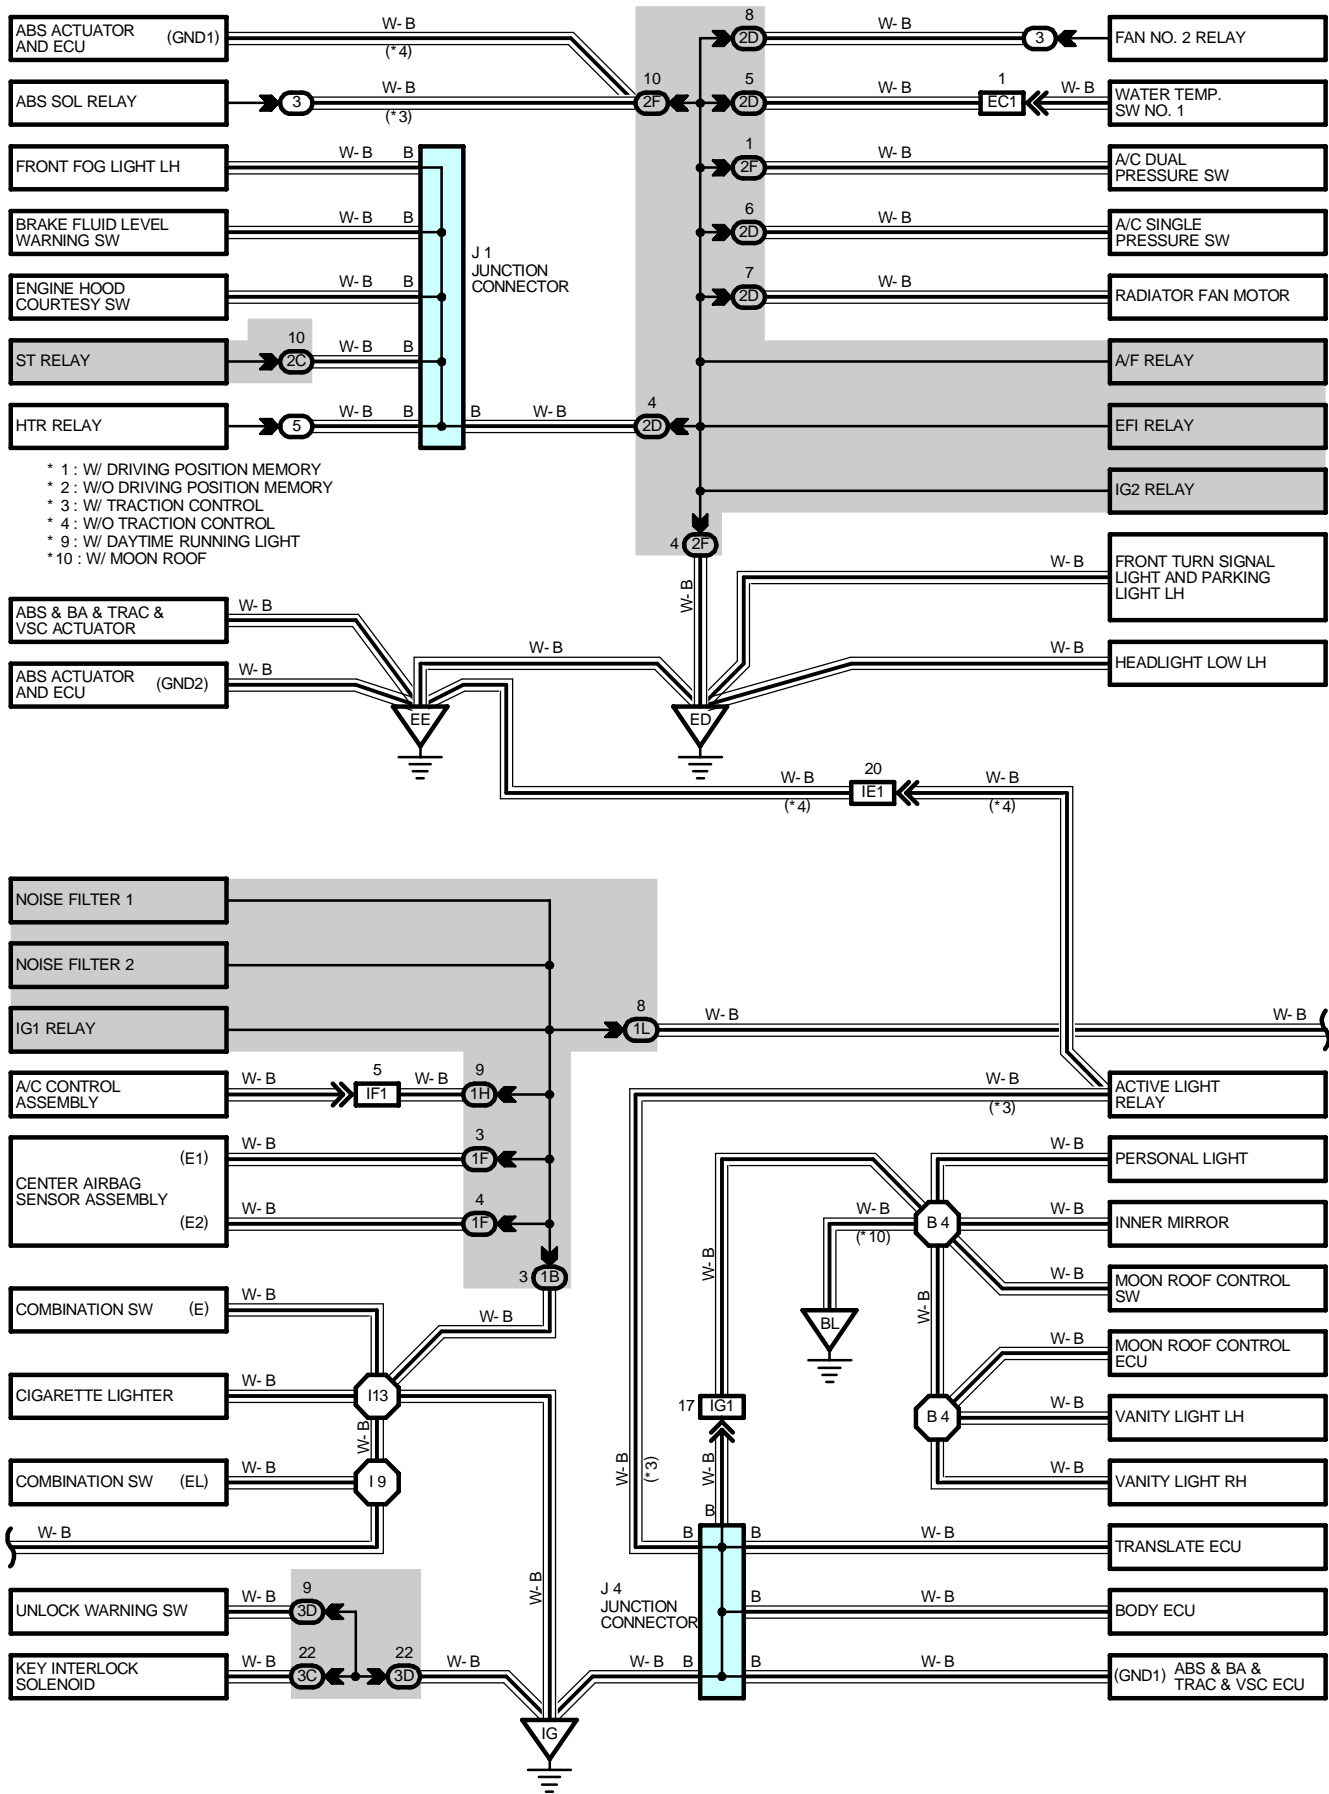 ABS ACTUATOR
AND ECU (GND1)
W-B
(*4)
8
2D
W-B
3
FAN NO. 2 RELAY
ABS SOL RELAY
3
W-B
(*3)
10
2F
5
2D
W-B
1
EC1
W-B
WATER TEMP.
SW NO. 1
FRONT FOG LIGHT LH
W-B B
1
2F
W-B
A/C DUAL
PRESSURE SW
BRAKE FLUID LEVEL
WARNING SW
W-B B
6
2D
W-B
A/C SINGLE
PRESSURE SW
J 1
JUNCTION
CONNECTOR
ENGINE HOOD
COURTESY SW
W-B B
7
2D
W-B
RADIATOR FAN MOTOR
ST RELAY
10
2C
W-B B
A/F RELAY
HTR RELAY
5
W-B B
B W-B
4
2D
EFI RELAY
IG2 RELAY
* 1 : W/ DRIVING POSITION MEMORY
* 2 : W/O DRIVING POSITION MEMORY
* 3 : W/ TRACTION CONTROL
* 4 : W/O TRACTION CONTROL
* 9 : W/ DAYTIME RUNNING LIGHT
*10 : W/ MOON ROOF
4 2F
W-B
W-B
FRONT TURN SIGNAL
LIGHT AND PARKING
LIGHT LH
ABS & BA & TRAC &
VSC ACTUATOR
W-B
W-B
W-B
HEADLIGHT LOW LH
ABS ACTUATOR
AND ECU (GND2)
W-B
EE
ED
W-B
(*4)
20
IE1
W-B
(*4)
NOISE FILTER 1
NOISE FILTER 2
IG1 RELAY
8
1L
W-B
W-B
A/C CONTROL
ASSEMBLY
W-B
5
IF1
W-B
9
1H
W-B
(*3)
ACTIVE LIGHT
RELAY
CENTER AIRBAG
SENSOR ASSEMBLY
(E1)
W-B
3
1F
(E2)
W-B
4
1F
3 1B
W-B
PERSONAL LIGHT
W-B
(*10)
B 4
W-B
INNER MIRROR
W-B
W-B
MOON ROOF CONTROL
SW
W-B
BL
COMBINATION SW (E)
W-B
W-B
W-B
MOON ROOF CONTROL
ECU
CIGARETTE LIGHTER
W-B
I13
17 IG1
B 4
W-B
VANITY LIGHT LH
W-B
COMBINATION SW (EL)
W-B
I 9
W-B
(*3)
W-B
W-B
VANITY LIGHT RH
W-B
B
B
B
W-B
TRANSLATE ECU
UNLOCK WARNING SW
W-B
9
3D
W-B
J 4
JUNCTION
CONNECTOR
B
W-B
BODY ECU
KEY INTERLOCK
SOLENOID
W-B
22
3C
22
3D
W-B
W-B B
B
W-B
(GND1) ABS & BA &
TRAC & VSC ECU
IG